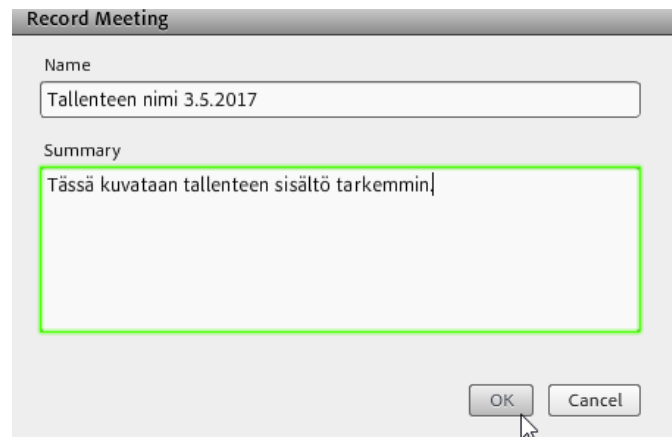 Record Meeting
Name
Tallenteen nimi 3.5.2017
Summary
Tässä kuvataan tallenteen sisältö tarkemmin.
OK Cancel